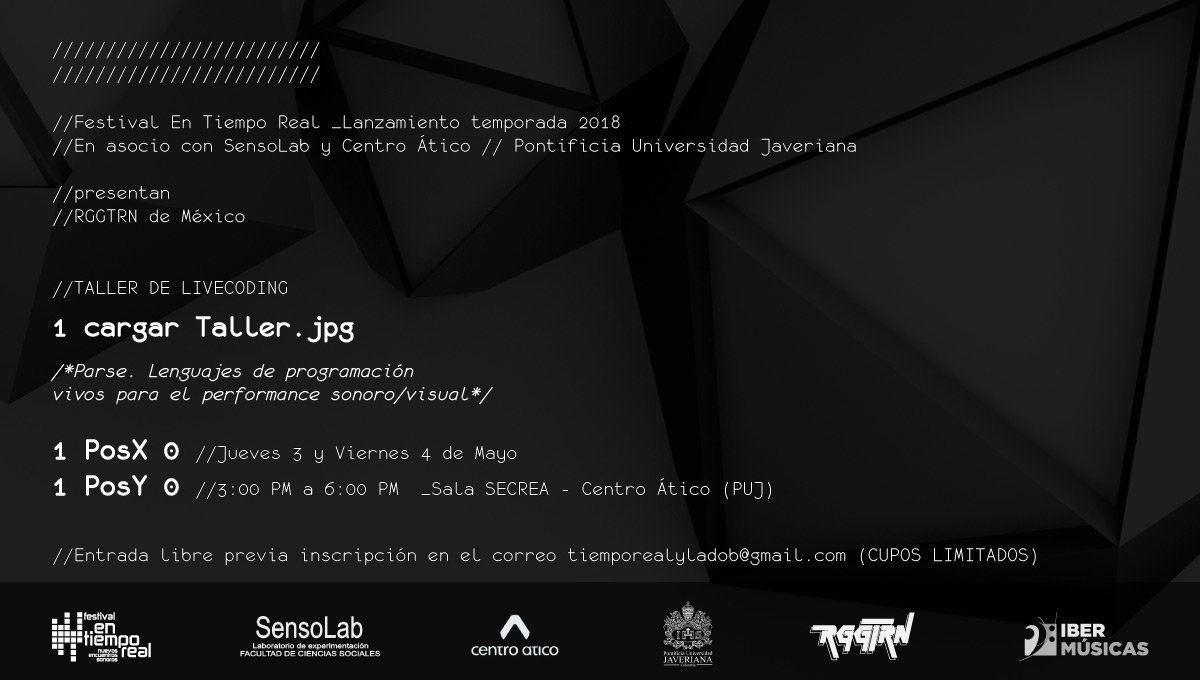 /////////////////////////
/////////////////////////
//Festival En Tiempo Real _Lanzamiento temporada 2018
//En asocio con SensoLab y Centro Ático // Pontificia Universidad Javeriana
//presentan
//RGGTRN de México
//TALLER DE LIVECODING
1 cargar Taller.jpg
/*Parse. Lenguajes de programación
vivos para el performance sonoro/visual*/
1 PosX 0 //Jueves 3 y Viernes 4 de Mayo
1 PosY 0 //3:00 PM a 6:00 PM _Sala SECREA - Centro Ático (PUJ)
//Entrada libre previa inscripción en el correo tiemporealyladob@gmail.com (CUPOS LIMITADOS)
festival
en
tiempo
real
nuevos
encuentros
sonoros
SensoLab
Laboratorio de experimentación
FACULTAD DE CIENCIAS SOCIALES
centro atico
Pontificia Universidad
JAVERIANA
RGGTRN
IBER
MÚSICAS